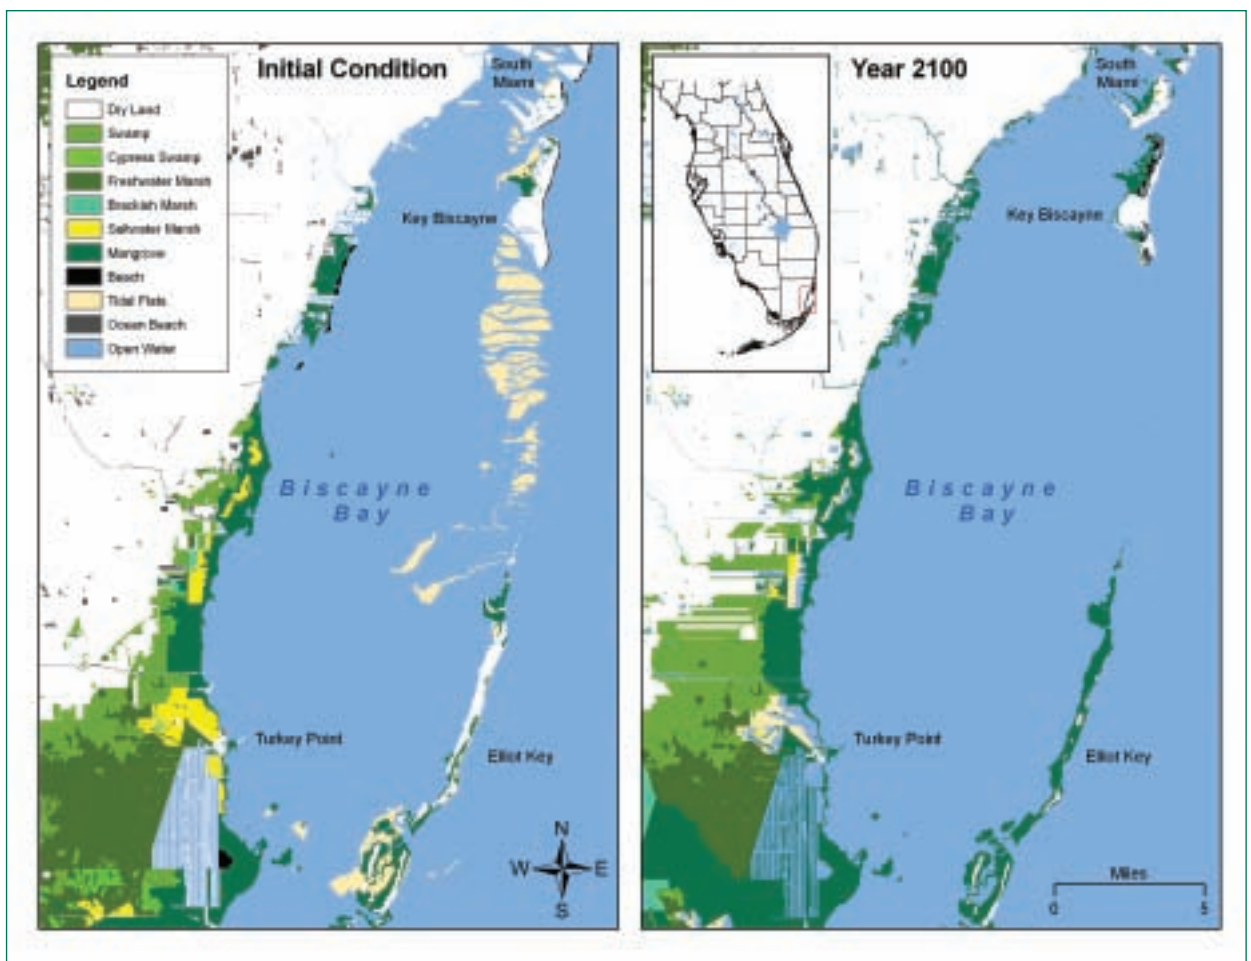 Initial Condition
South
Miami
Legend
Dry Land
Swamp
Cypress Swamp
Freshwater Marsh
Brackish Marsh
Saltwater Marsh
Mangrove
Beach
Tidal Flats
Ocean Beach
Open Water
Key Biscayne
Biscayne
Bay
Turkey Point
Elliot Key
N
W E
S
Year 2100
South
Miami
Key Biscayne
Biscayne
Bay
Turkey Point
Elliot Key
Miles
0 5